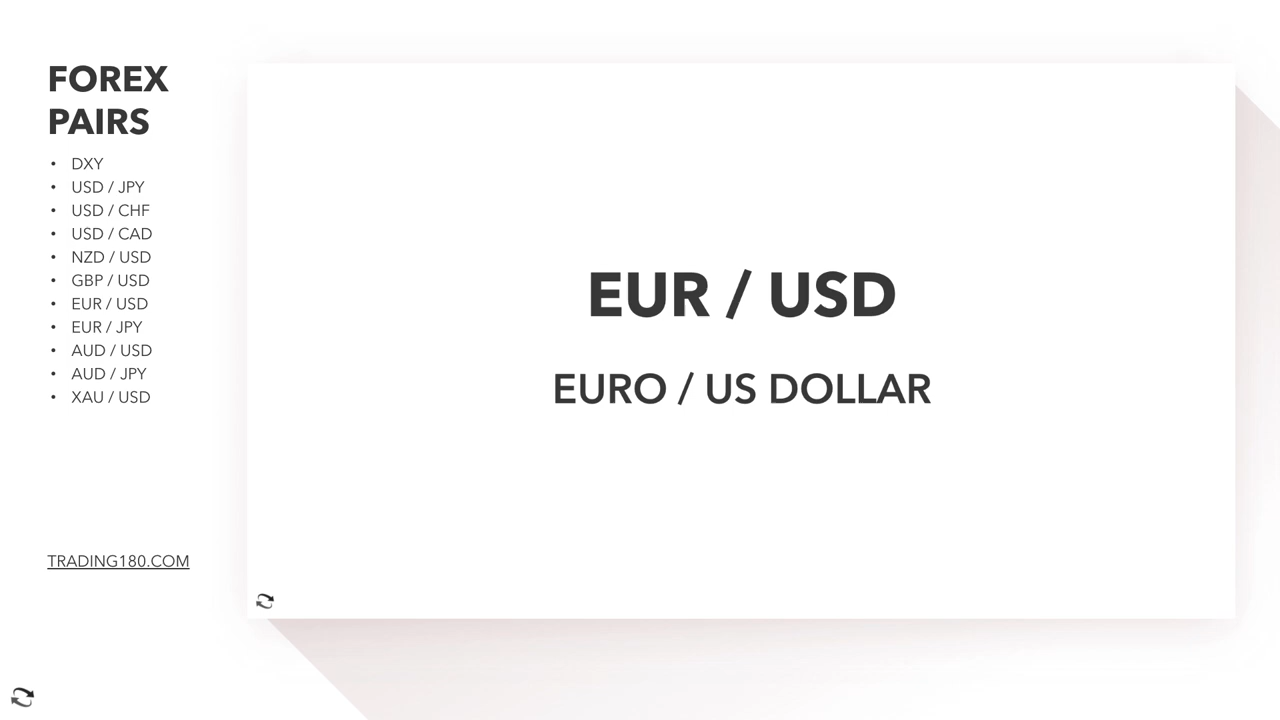 FOREX
PAIRS
• DXY
• USD / JPY
• USD / CHF
• USD / CAD
• NZD / USD
• GBP / USD
• EUR / USD
• EUR / JPY
• AUD / USD
• AUD / JPY
• XAU / USD
TRADING180.COM
EUR / USD
EURO / US DOLLAR